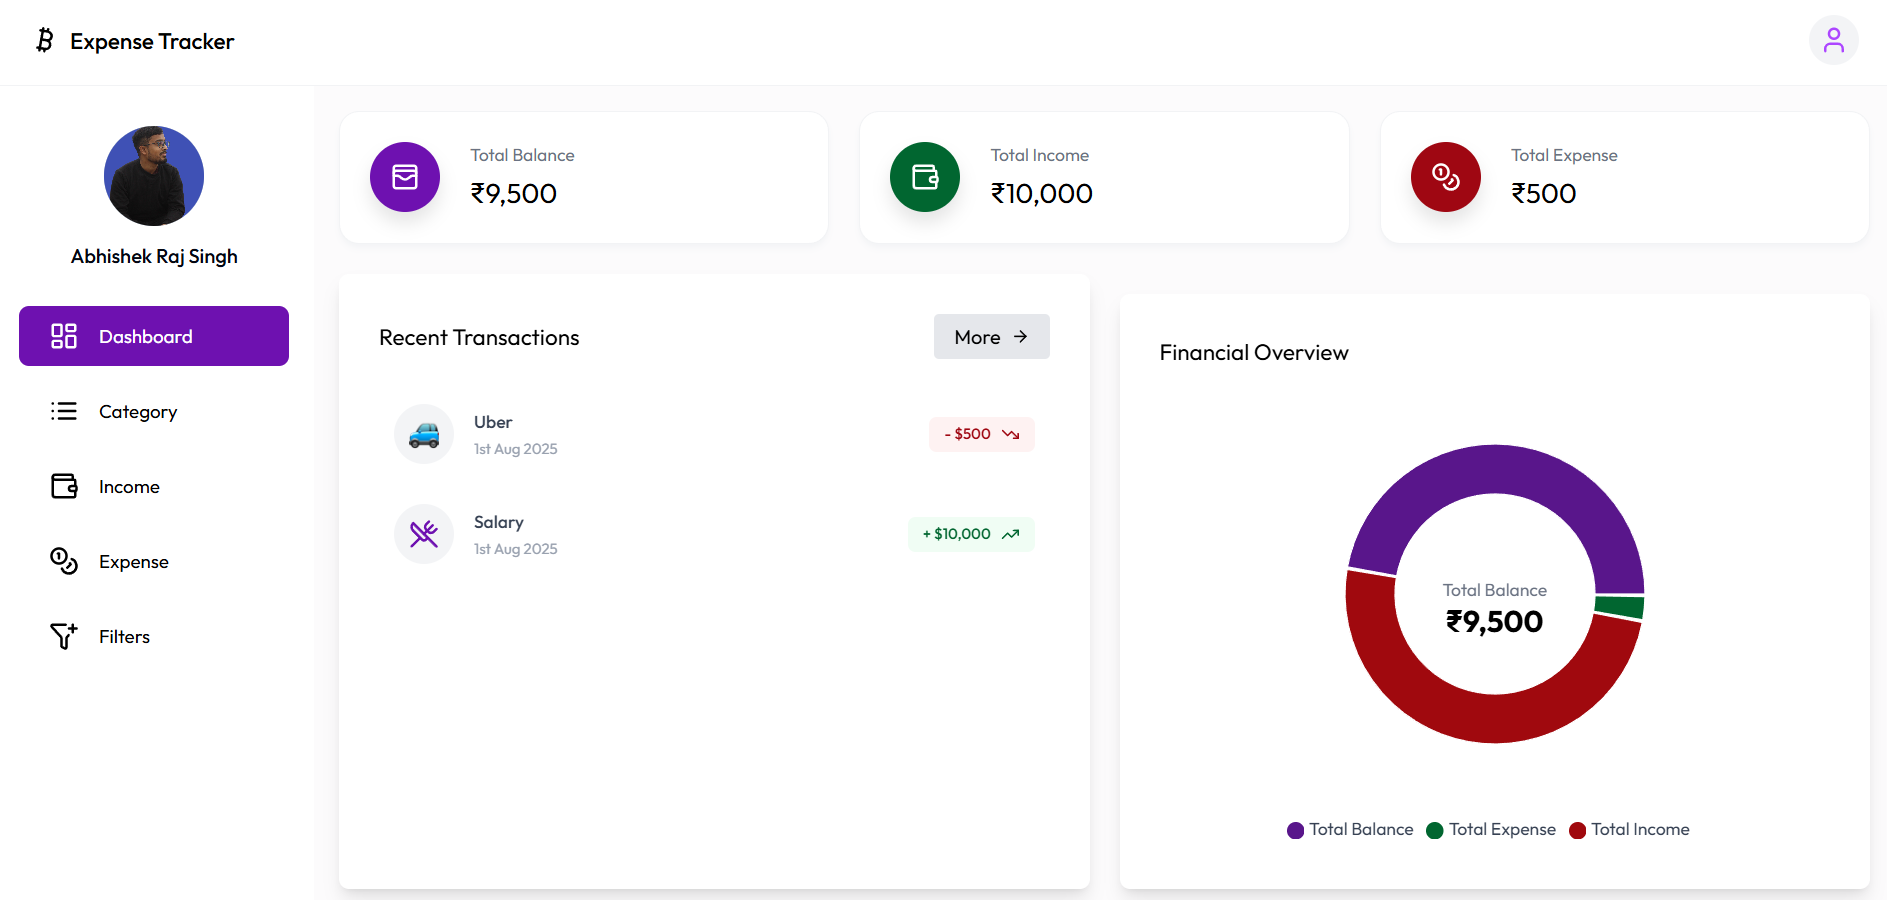 Expense Tracker
Abhishek Raj Singh
Dashboard
Category
Income
Expense
Filters
Total Balance
₹9,500
Total Income
₹10,000
Total Expense
₹500
Recent Transactions
More
Uber
1st Aug 2025
- $500
Salary
1st Aug 2025
+ $10,000
Financial Overview
Total Balance
₹9,500
Total Balance Total Expense Total Income